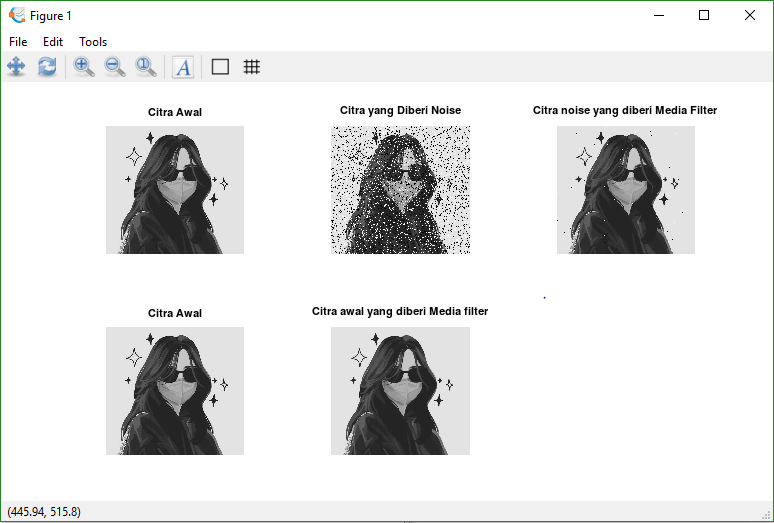 Figure 1
File Edit Tools
A
Citra Awal
Citra yang Diberi Noise
Citra noise yang diberi Media Filter
Citra Awal
Citra awal yang diberi Media filter
(445.94, 515.8)